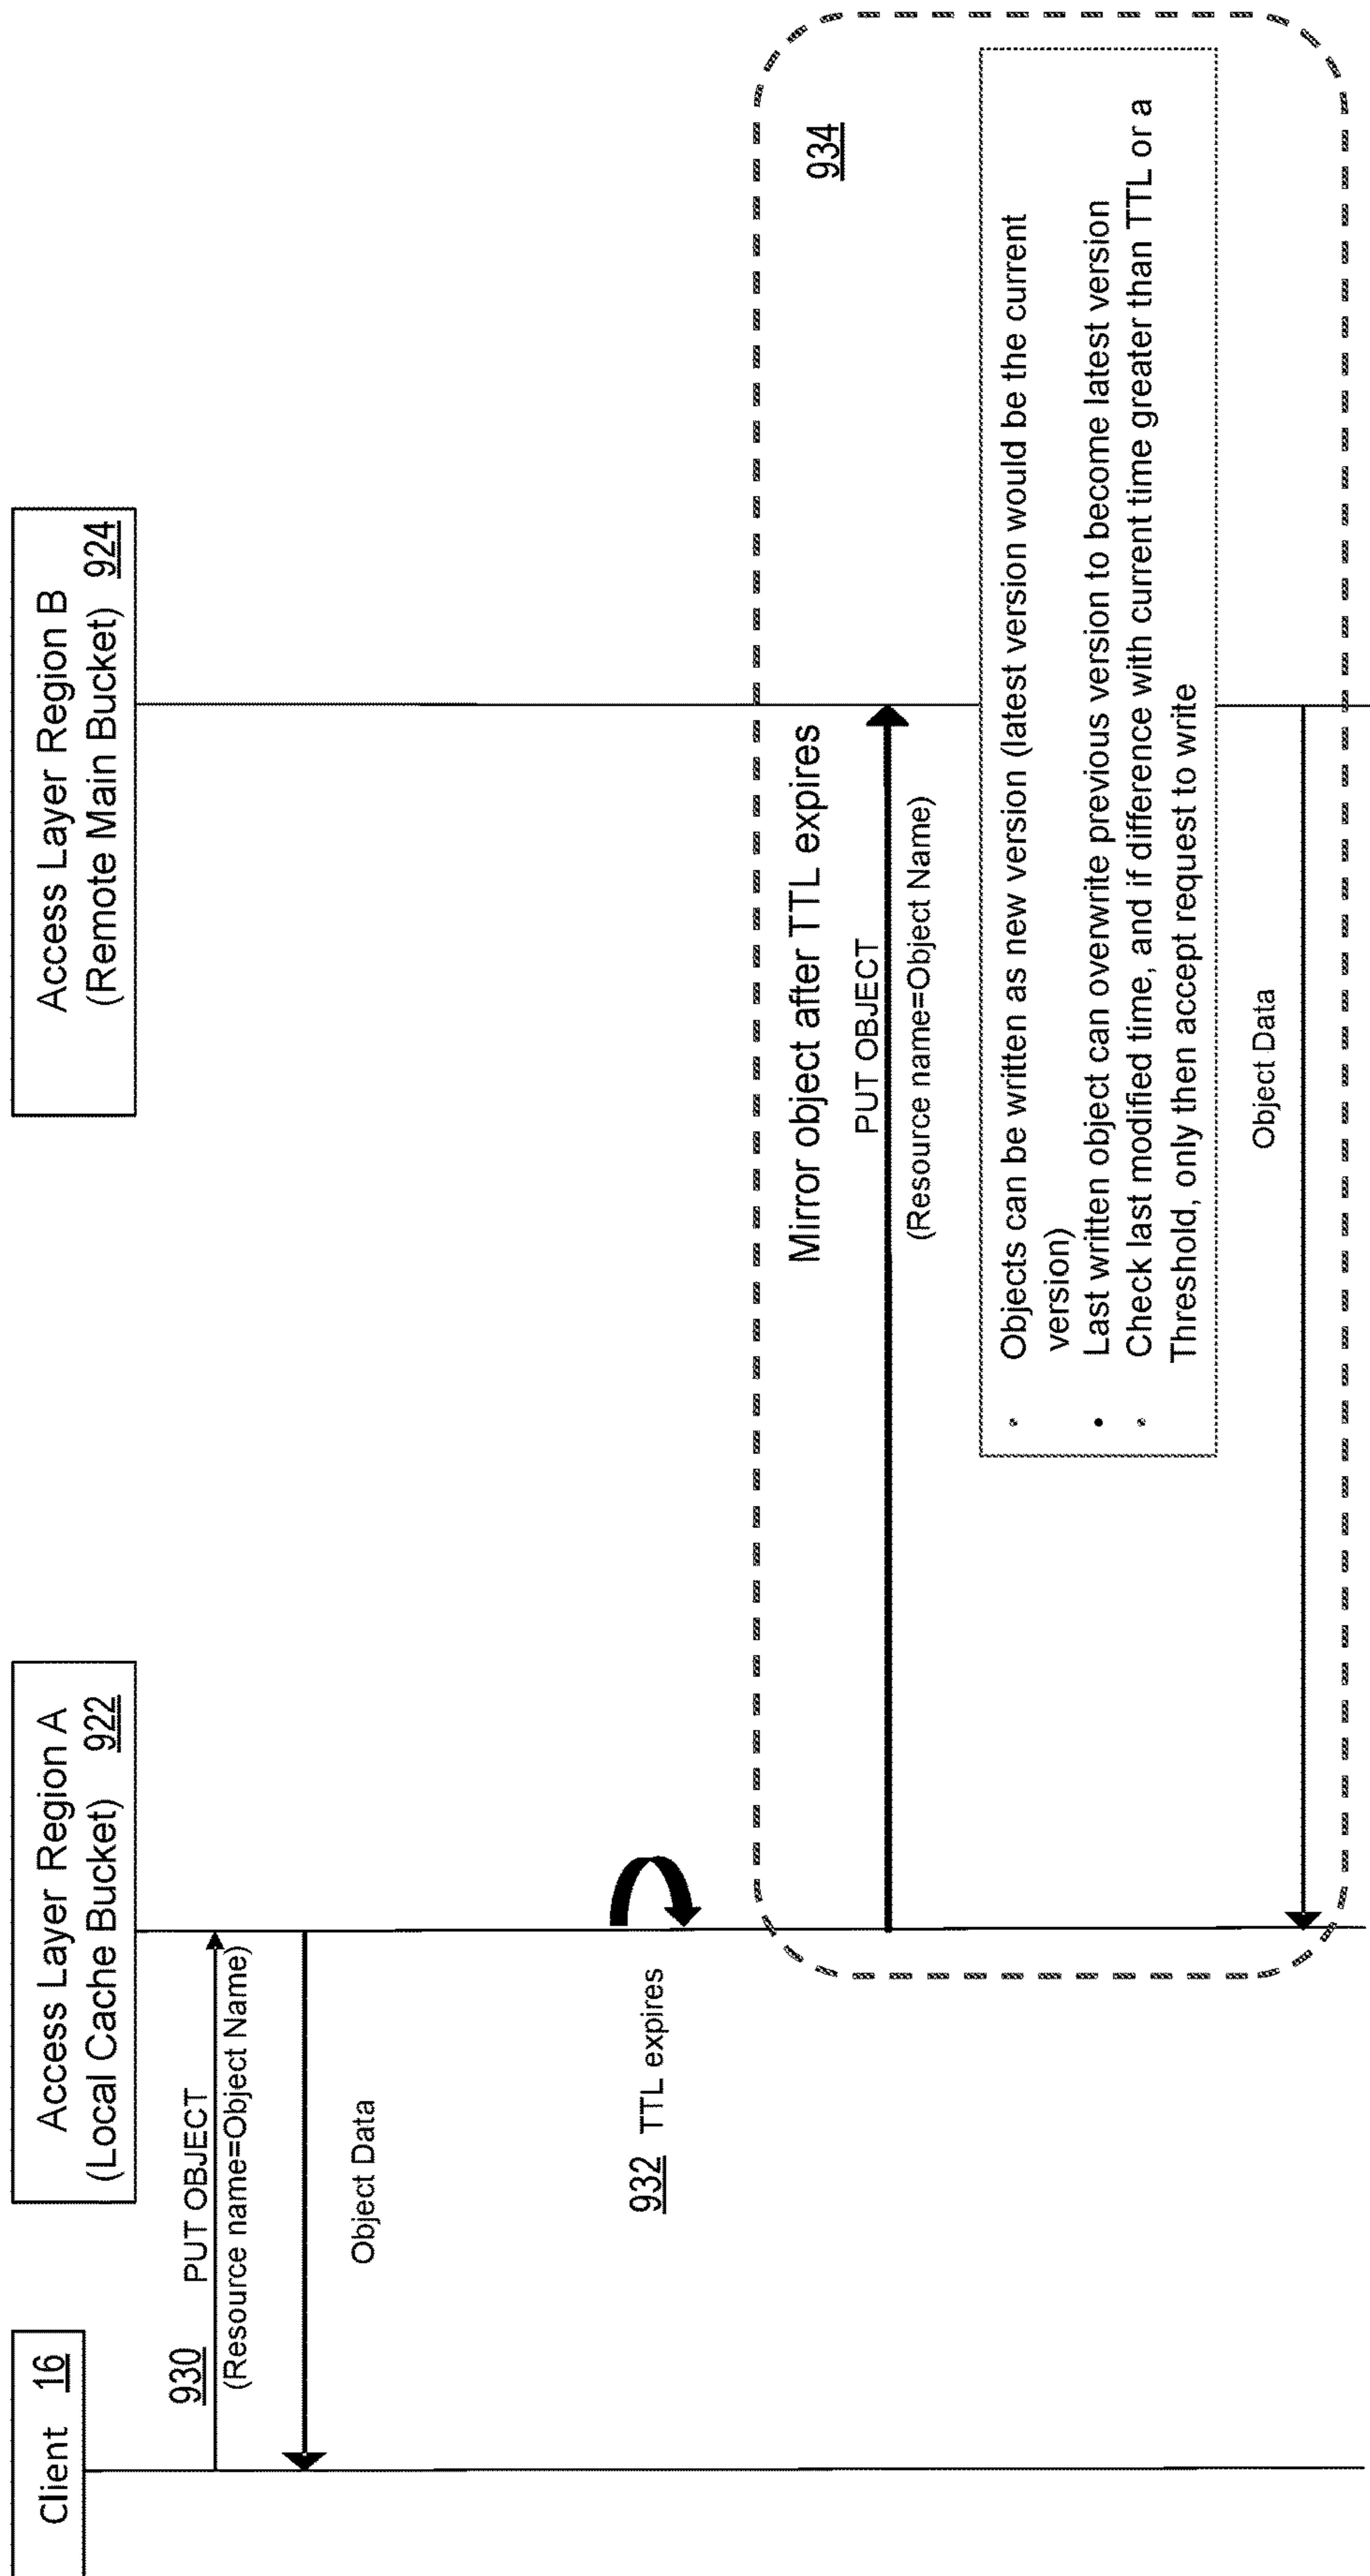 Client 16
Access Layer Region A
(Local Cache Bucket) 922
Access Layer Region B
(Remote Main Bucket) 924
930 PUT OBJECT
(Resource name=Object Name)
Object Data
932 TTL expires
934
Mirror object after TTL expires
PUT OBJECT
(Resource name=Object Name)
• Objects can be written as new version (latest version would be the current
version)
• Last written object can overwrite previous version to become latest version
• Check last modified time, and if difference with current time greater than TTL or a
Threshold, only then accept request to write
Object Data